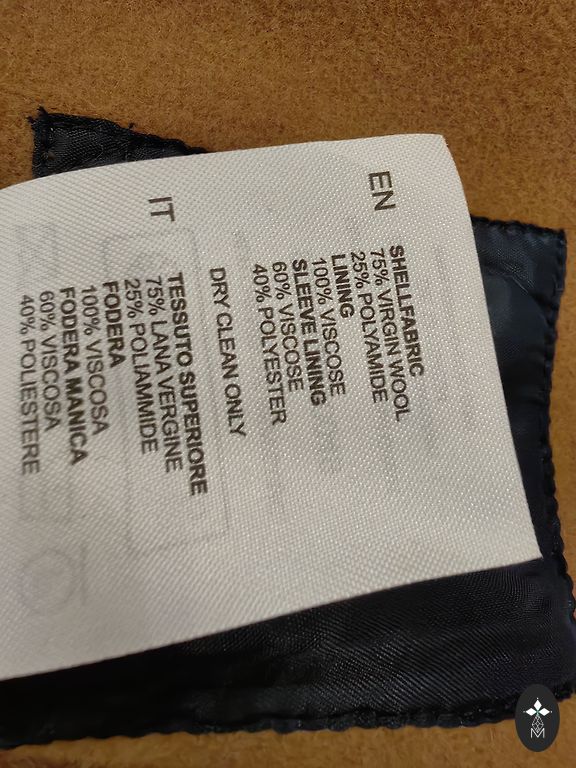 EN
SHELLFABRIC
75% VIRGIN WOOL
25% POLYAMIDE
LINING
100% VISCOSE
SLEEVE LINING
60% VISCOSE
40% POLYESTER
DRY CLEAN ONLY
IT
TESSUTO SUPERIORE
75% LANA VERGINE
25% POLIAMMIDE
FODERA
100% VISCOSA
FODERA MANICA
60% VISCOSA
40% POLIESTERE
M